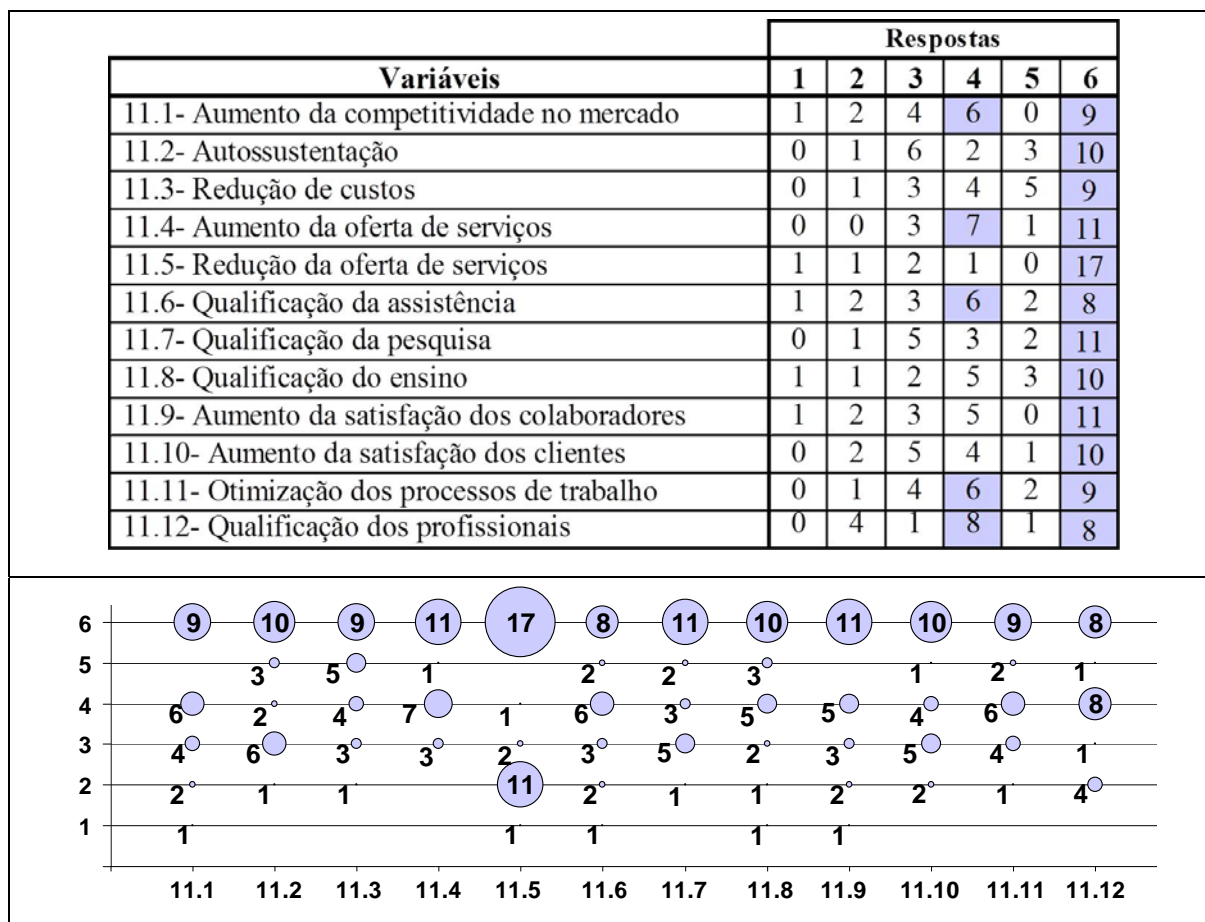 Respostas
Variáveis 1 2 3 4 5 6
11.1- Aumento da competitividade no mercado 1 2 4 6 0 9
11.2- Autossustentação 0 1 6 2 3 10
11.3- Redução de custos 0 1 3 4 5 9
11.4- Aumento da oferta de serviços 0 0 3 7 1 11
11.5- Redução da oferta de serviços 1 1 2 1 0 17
11.6- Qualificação da assistência 1 2 3 6 2 8
11.7- Qualificação da pesquisa 0 1 5 3 2 11
11.8- Qualificação do ensino 1 1 2 5 3 10
11.9- Aumento da satisfação dos colaboradores 1 2 3 5 0 11
11.10- Aumento da satisfação dos clientes 0 2 5 4 1 10
11.11- Otimização dos processos de trabalho 0 1 4 6 2 9
11.12- Qualificação dos profissionais 0 4 1 8 1 8
6 9 10 9 11 17 8 11 10 11 10 9 8
5 3 5 1 2 2 3 1 2 1
4 6 2 4 7 1 6 3 5 5 4 6 8
3 4 6 3 3 2 3 5 2 3 5 4 1
2 2 1 1 11 2 1 1 2 2 1 4
1 1 1 1 1 1
11.1 11.2 11.3 11.4 11.5 11.6 11.7 11.8 11.9 11.10 11.11 11.12